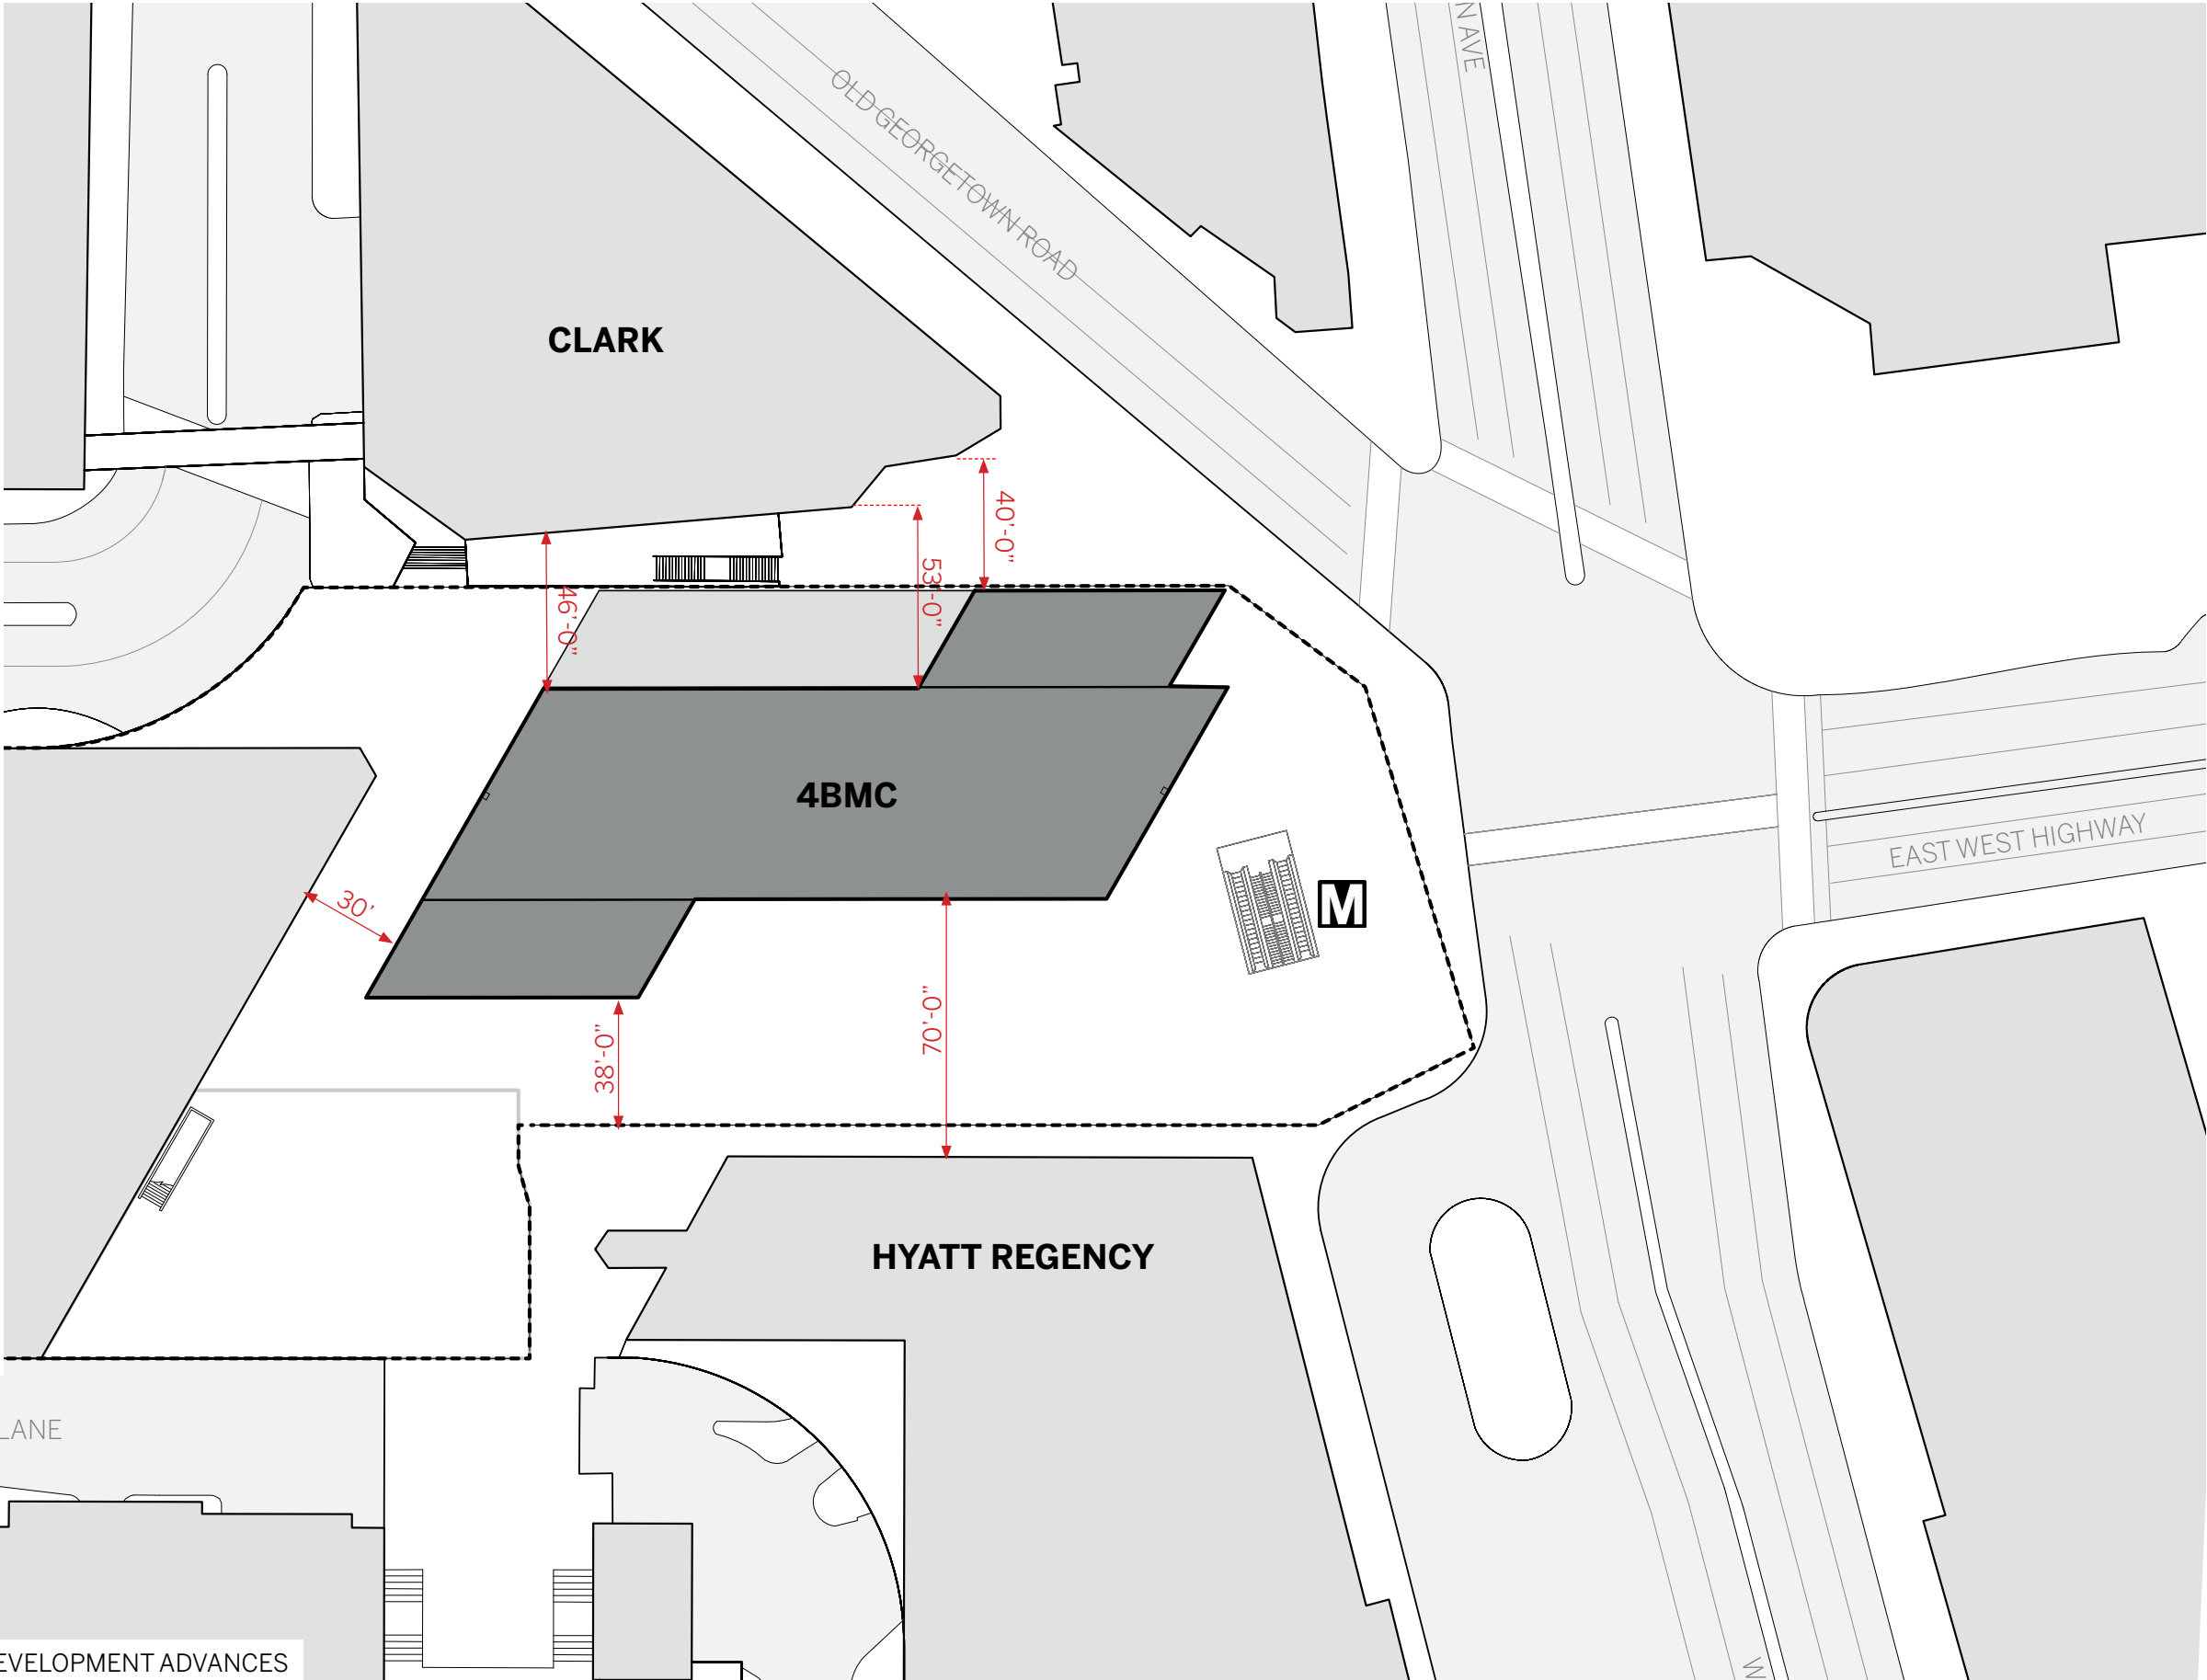 N AVE
OLD GEORGETOWN ROAD
CLARK
40'-0"
53'-0"
46'-0"
4BMC
EAST WEST HIGHWAY
30'
M
70'-0"
38'-0"
HYATT REGENCY
LANE
W
EVELOPMENT ADVANCES